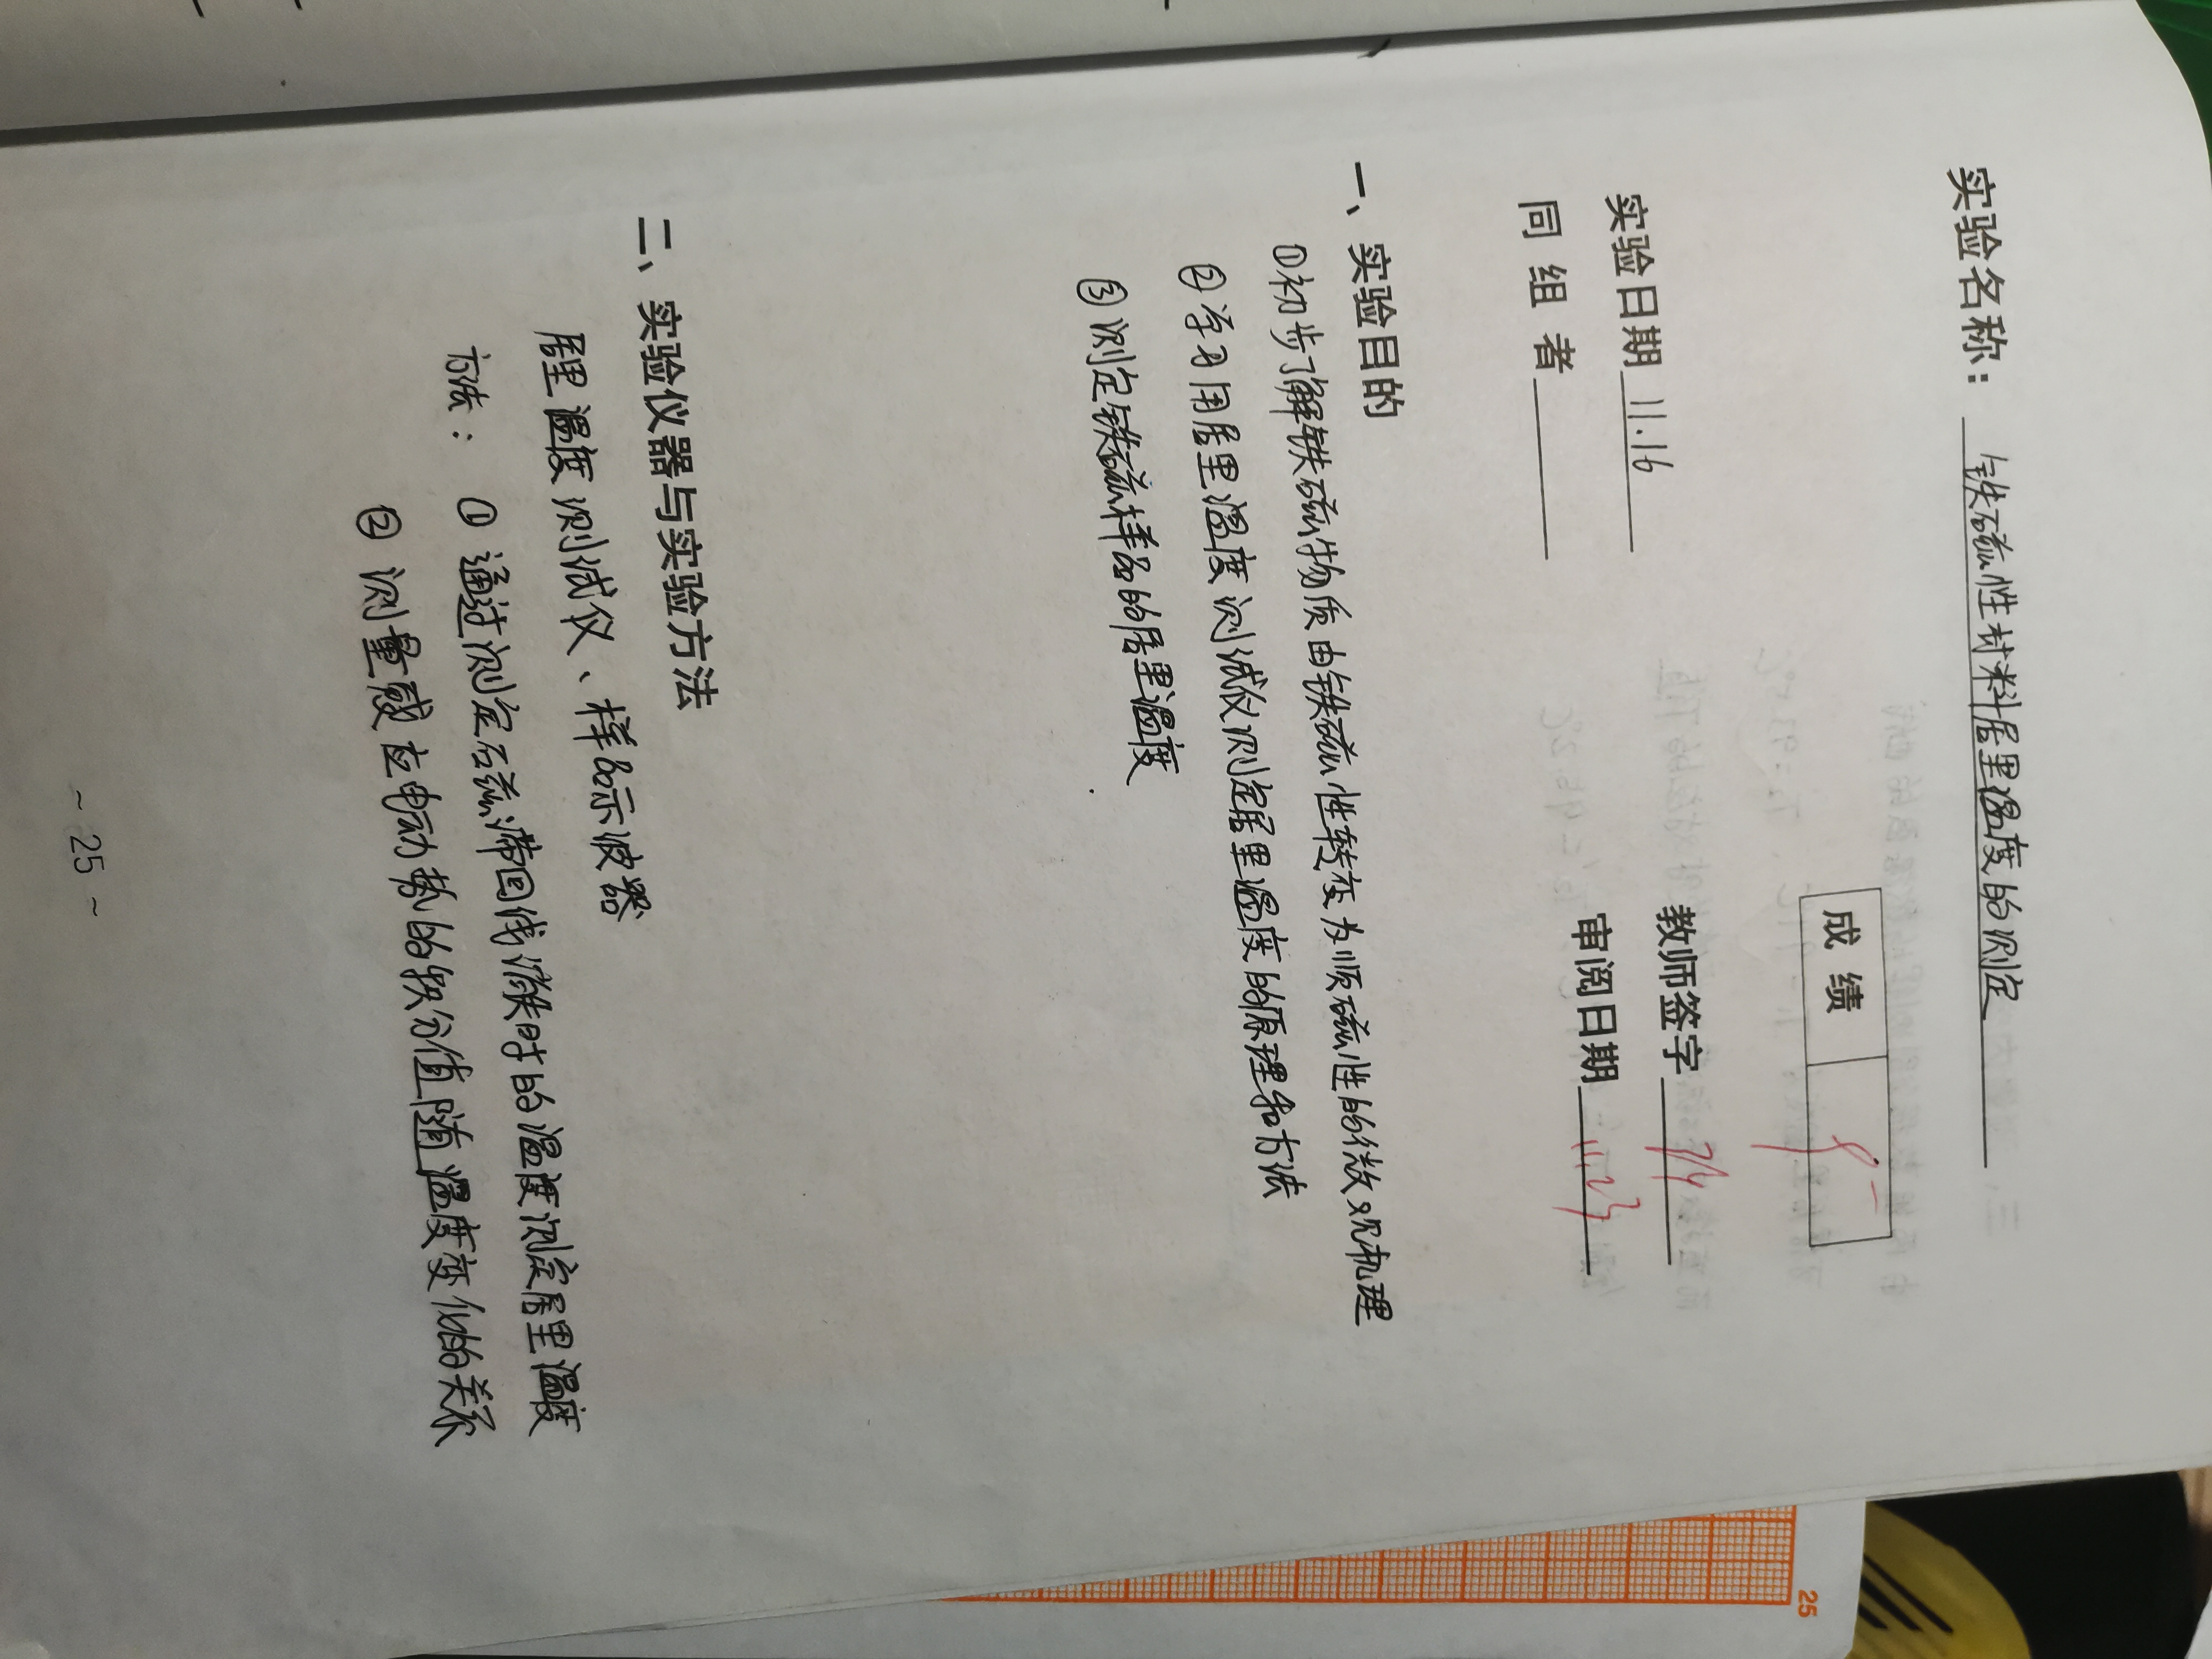 实验名称：铁磁性材料居里温度的测定
成 绩
实验日期 11.16 教师签字
同 组 者 审阅日期 11.23
一、实验目的
①初步了解铁磁物质由铁磁性转变为顺磁性的微观机理
②学习用居里温度测试仪测定居里温度的原理和方法
③测定铁磁样品的居里温度
二、实验仪器与实验方法
居里温度测试仪、样品示波器
方法：①通过测定磁滞回线消失时的温度测定居里温度
②测量感应电动势的积分值随温度变化的关系
~ 25 ~
25